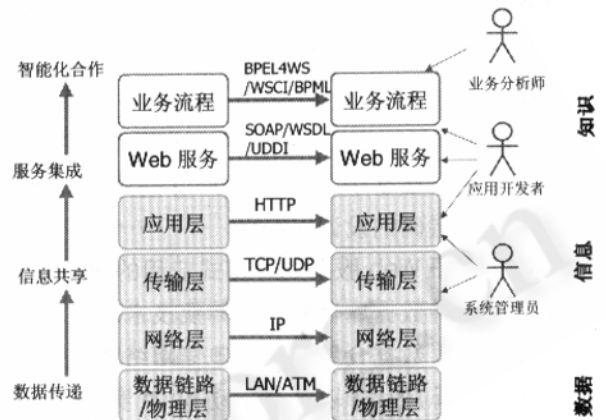 BPEL4WS
智能化合作
/WSCI/BPML
业务流程
业务流程
业务分析师
知识
SOAP/WSDL
/UDDI
Web 服务
Web 服务
服务集成
应用开发者
HTTP
应用层
应用层
信息
TCP/UDP
信息共享
传输层
传输层
系统管理员
IP
网络层
网络层
数据传递
数据链路
/物理层
LAN/ATM
数据链路
/物理层
数据